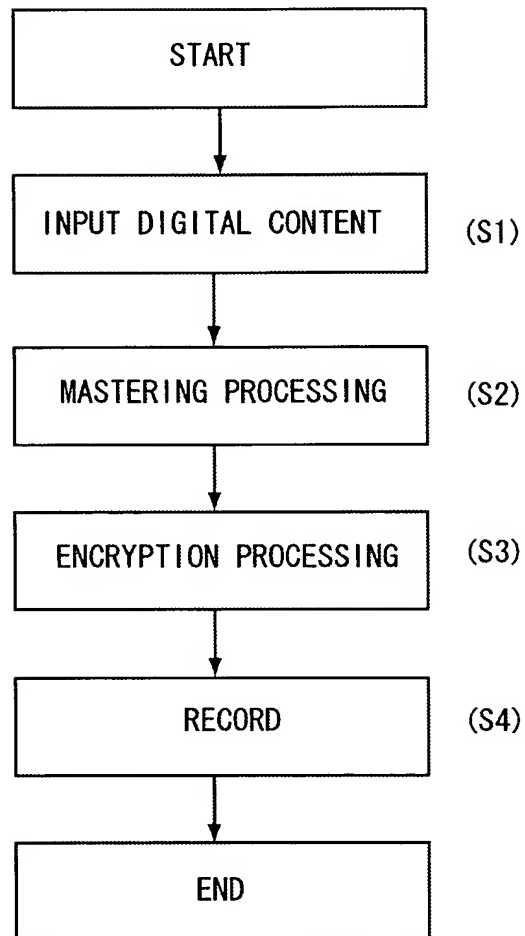 START
INPUT DIGITAL CONTENT (S1)
MASTERING PROCESSING (S2)
ENCRYPTION PROCESSING (S3)
RECORD (S4)
END